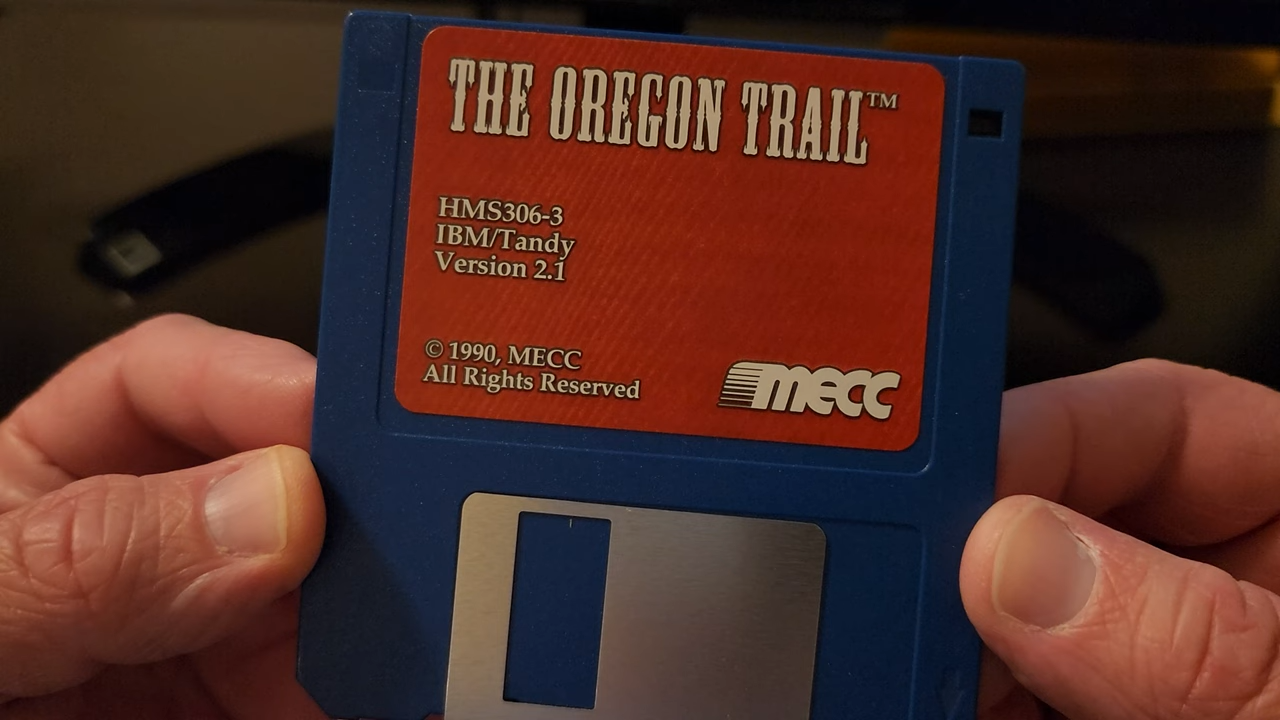 THE OREGON TRAIL™
HMS306-3
IBM/Tandy
Version 2.1
© 1990, MECC
All Rights Reserved
mecc